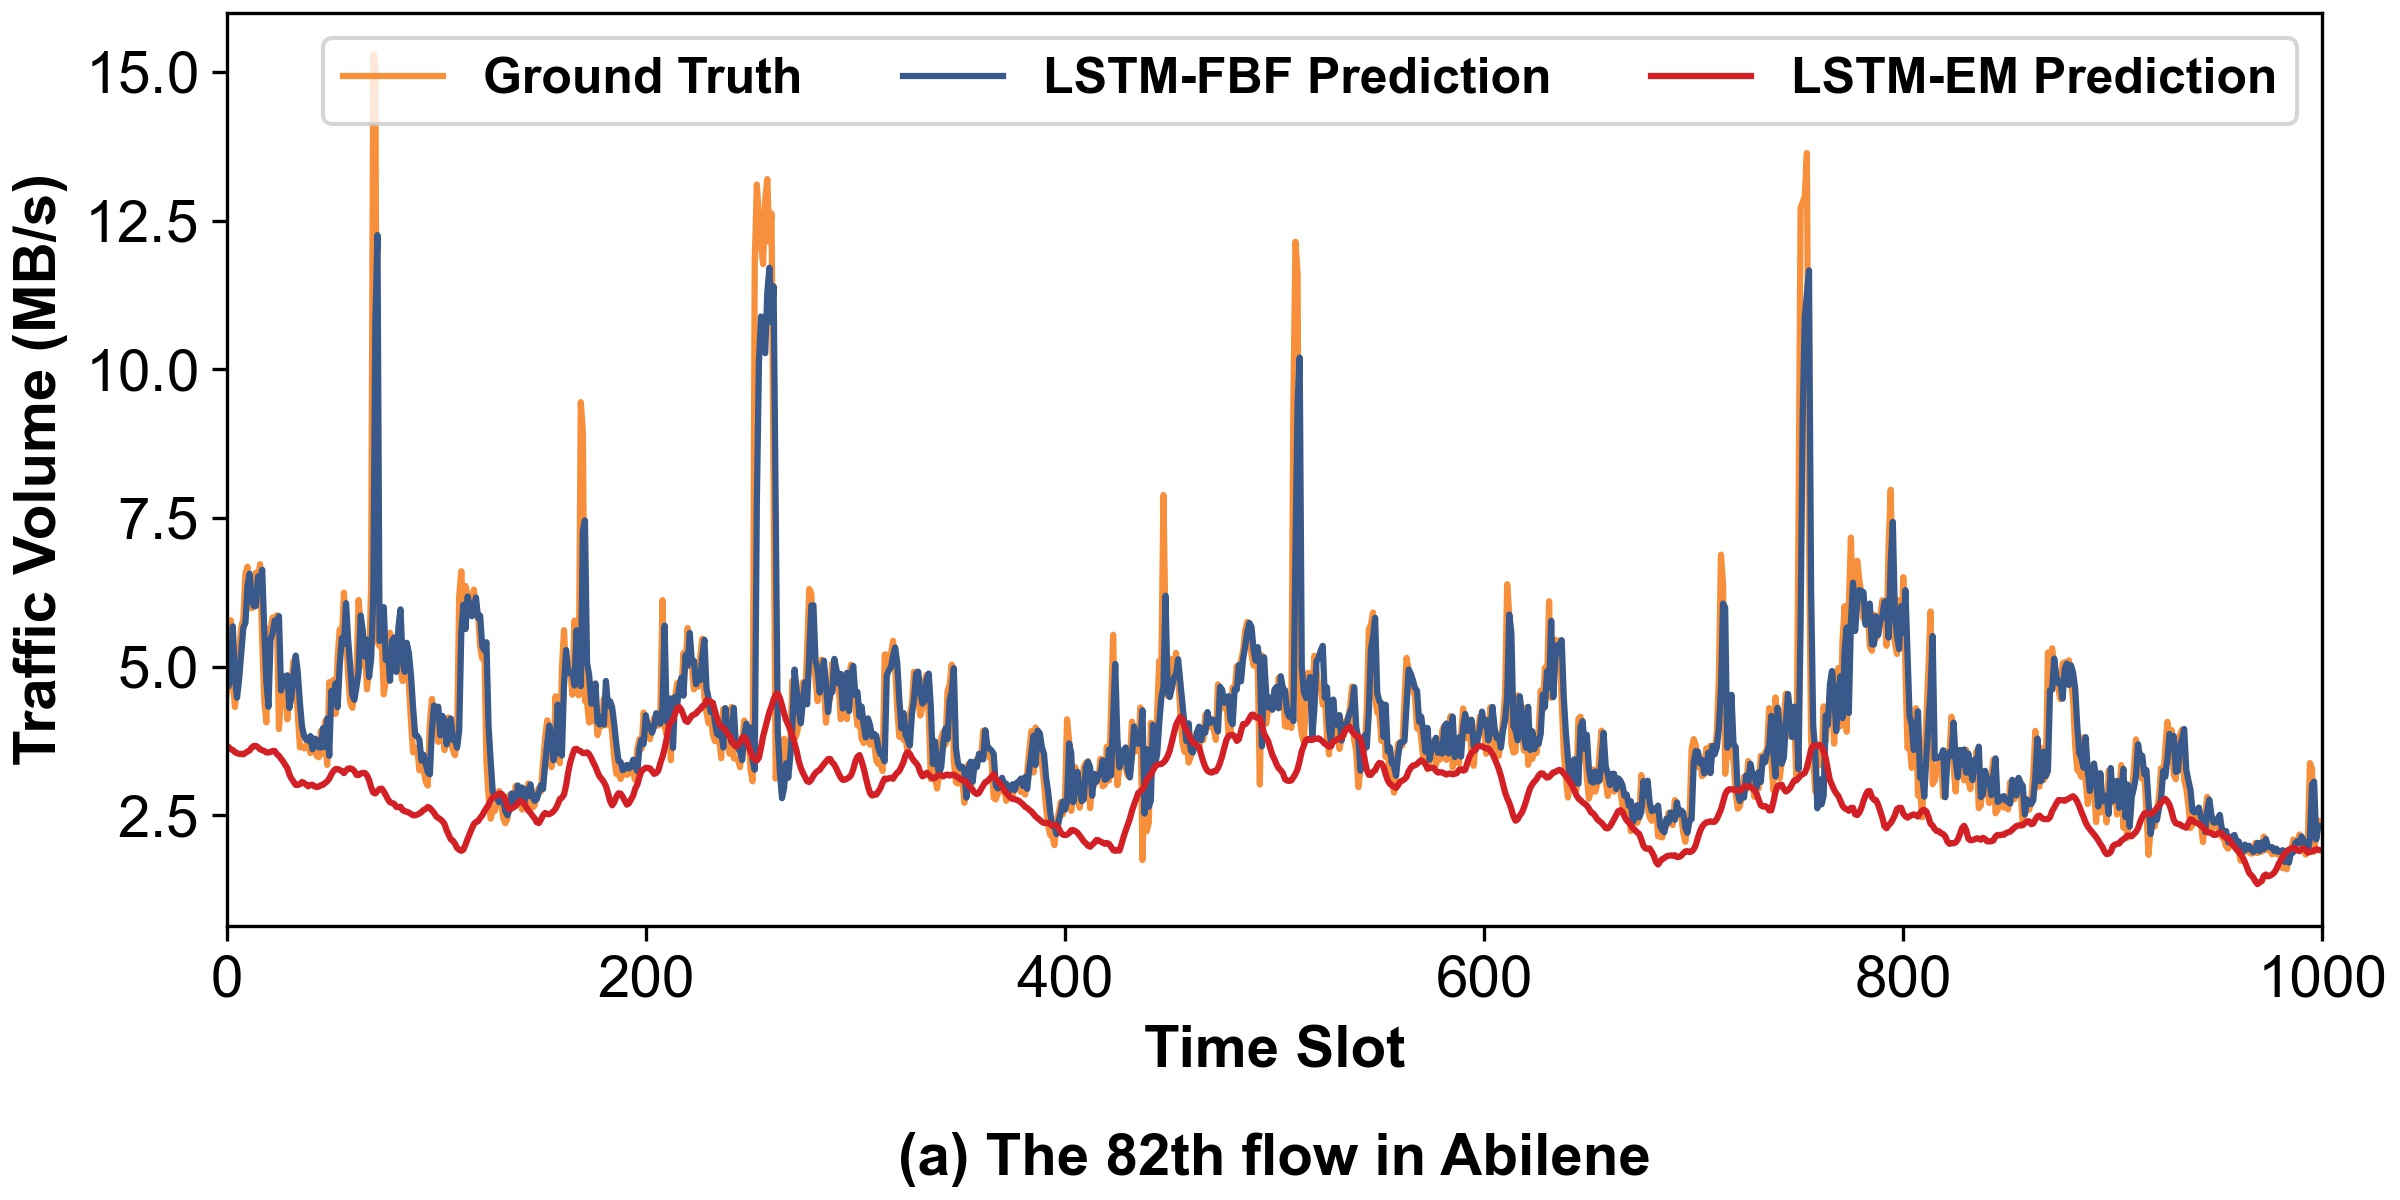 Ground Truth LSTM-FBF Prediction LSTM-EM Prediction
Traffic Volume (MB/s)
15.0
12.5
10.0
7.5
5.0
2.5
0 200 400 600 800 1000
Time Slot
(a) The 82th flow in Abilene